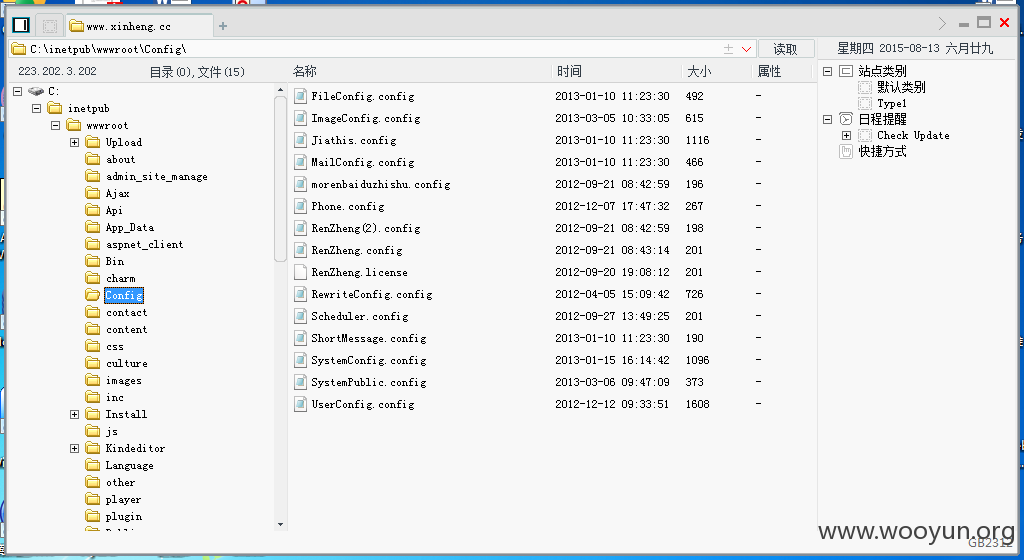 www.xinheng.cc
C:\inetpub\wwwroot\Config\
读取
星期四 2015-08-13 六月廿九
223.202.3.202 目录(0),文件(15)
名称 时间 大小 属性
C:
inetpub
wwwroot
Upload
about
admin_site_manage
Ajax
Api
App_Data
aspnet_client
Bin
charm
Config
contact
content
css
culture
images
inc
Install
js
Kindeditor
Language
other
player
plugin
FileConfig.config 2013-01-10 11:23:30 492 -
ImageConfig.config 2013-03-05 10:33:05 615 -
Jiathis.config 2013-01-10 11:23:30 1116 -
MailConfig.config 2013-01-10 11:23:30 466 -
morenbaiduzhishu.config 2012-09-21 08:42:59 196 -
Phone.config 2012-12-07 17:47:32 267 -
RenZheng(2).config 2012-09-21 08:42:59 198 -
RenZheng.config 2012-09-21 08:43:14 201 -
RenZheng.license 2012-09-20 19:08:12 201 -
RewriteConfig.config 2012-04-05 15:09:42 726 -
Scheduler.config 2012-09-27 13:49:25 201 -
ShortMessage.config 2013-01-10 11:23:30 190 -
SystemConfig.config 2013-01-15 16:14:42 1096 -
SystemPublic.config 2013-03-06 09:47:09 373 -
UserConfig.config 2012-12-12 09:33:51 1608 -
站点类别
默认类别
Type1
日程提醒
Check Update
快捷方式
www.wooyun.org
GB2312